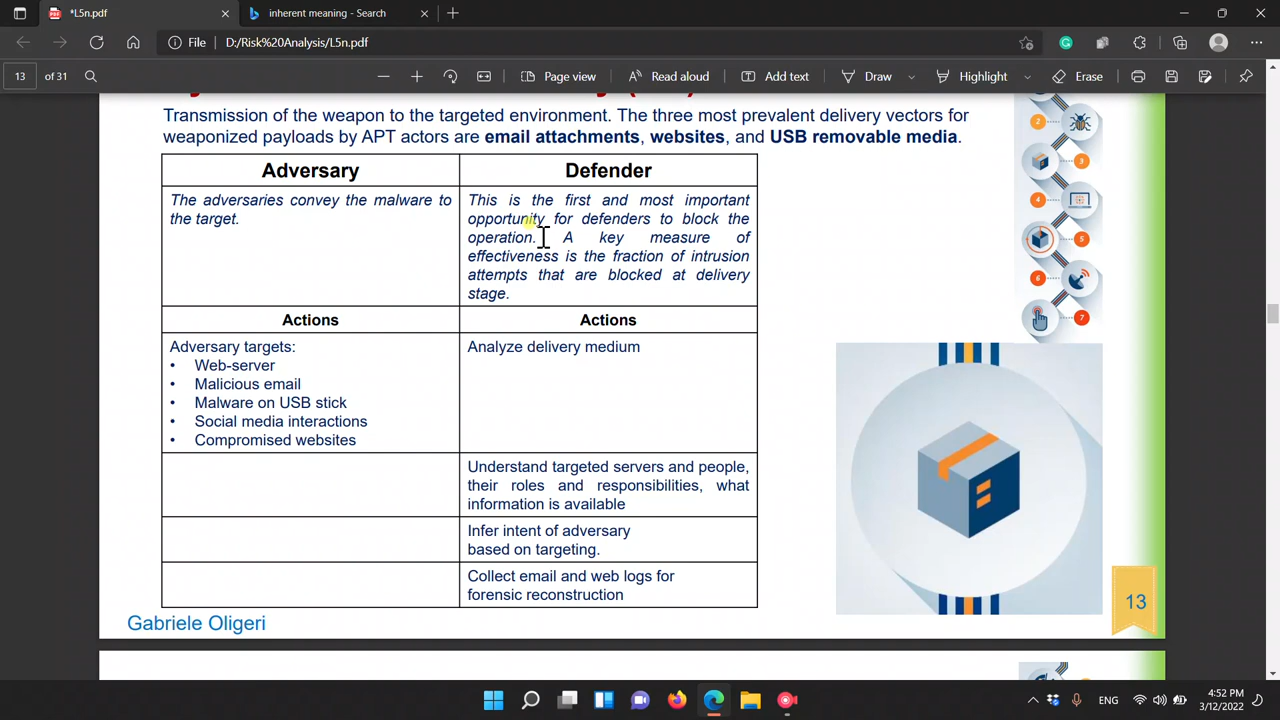 *L5n.pdf
inherent meaning - Search
File
D:/Risk%20Analysis/L5n.pdf
13 of 31
Page view
Read aloud
Add text
Draw
Highlight
Erase
Transmission of the weapon to the targeted environment. The three most prevalent delivery vectors for
weaponized payloads by APT actors are email attachments, websites, and USB removable media.
Adversary
Defender
The adversaries convey the malware to
the target.
This is the first and most important
opportunity for defenders to block the
operation. A key measure of
effectiveness is the fraction of intrusion
attempts that are blocked at delivery
stage.
Actions
Actions
Adversary targets:
• Web-server
• Malicious email
• Malware on USB stick
• Social media interactions
• Compromised websites
Analyze delivery medium
Understand targeted servers and people,
their roles and responsibilities, what
information is available
Infer intent of adversary
based on targeting.
Collect email and web logs for
forensic reconstruction
2
3
4
5
6
7
13
Gabriele Oligeri
ENG
4:52 PM
3/12/2022